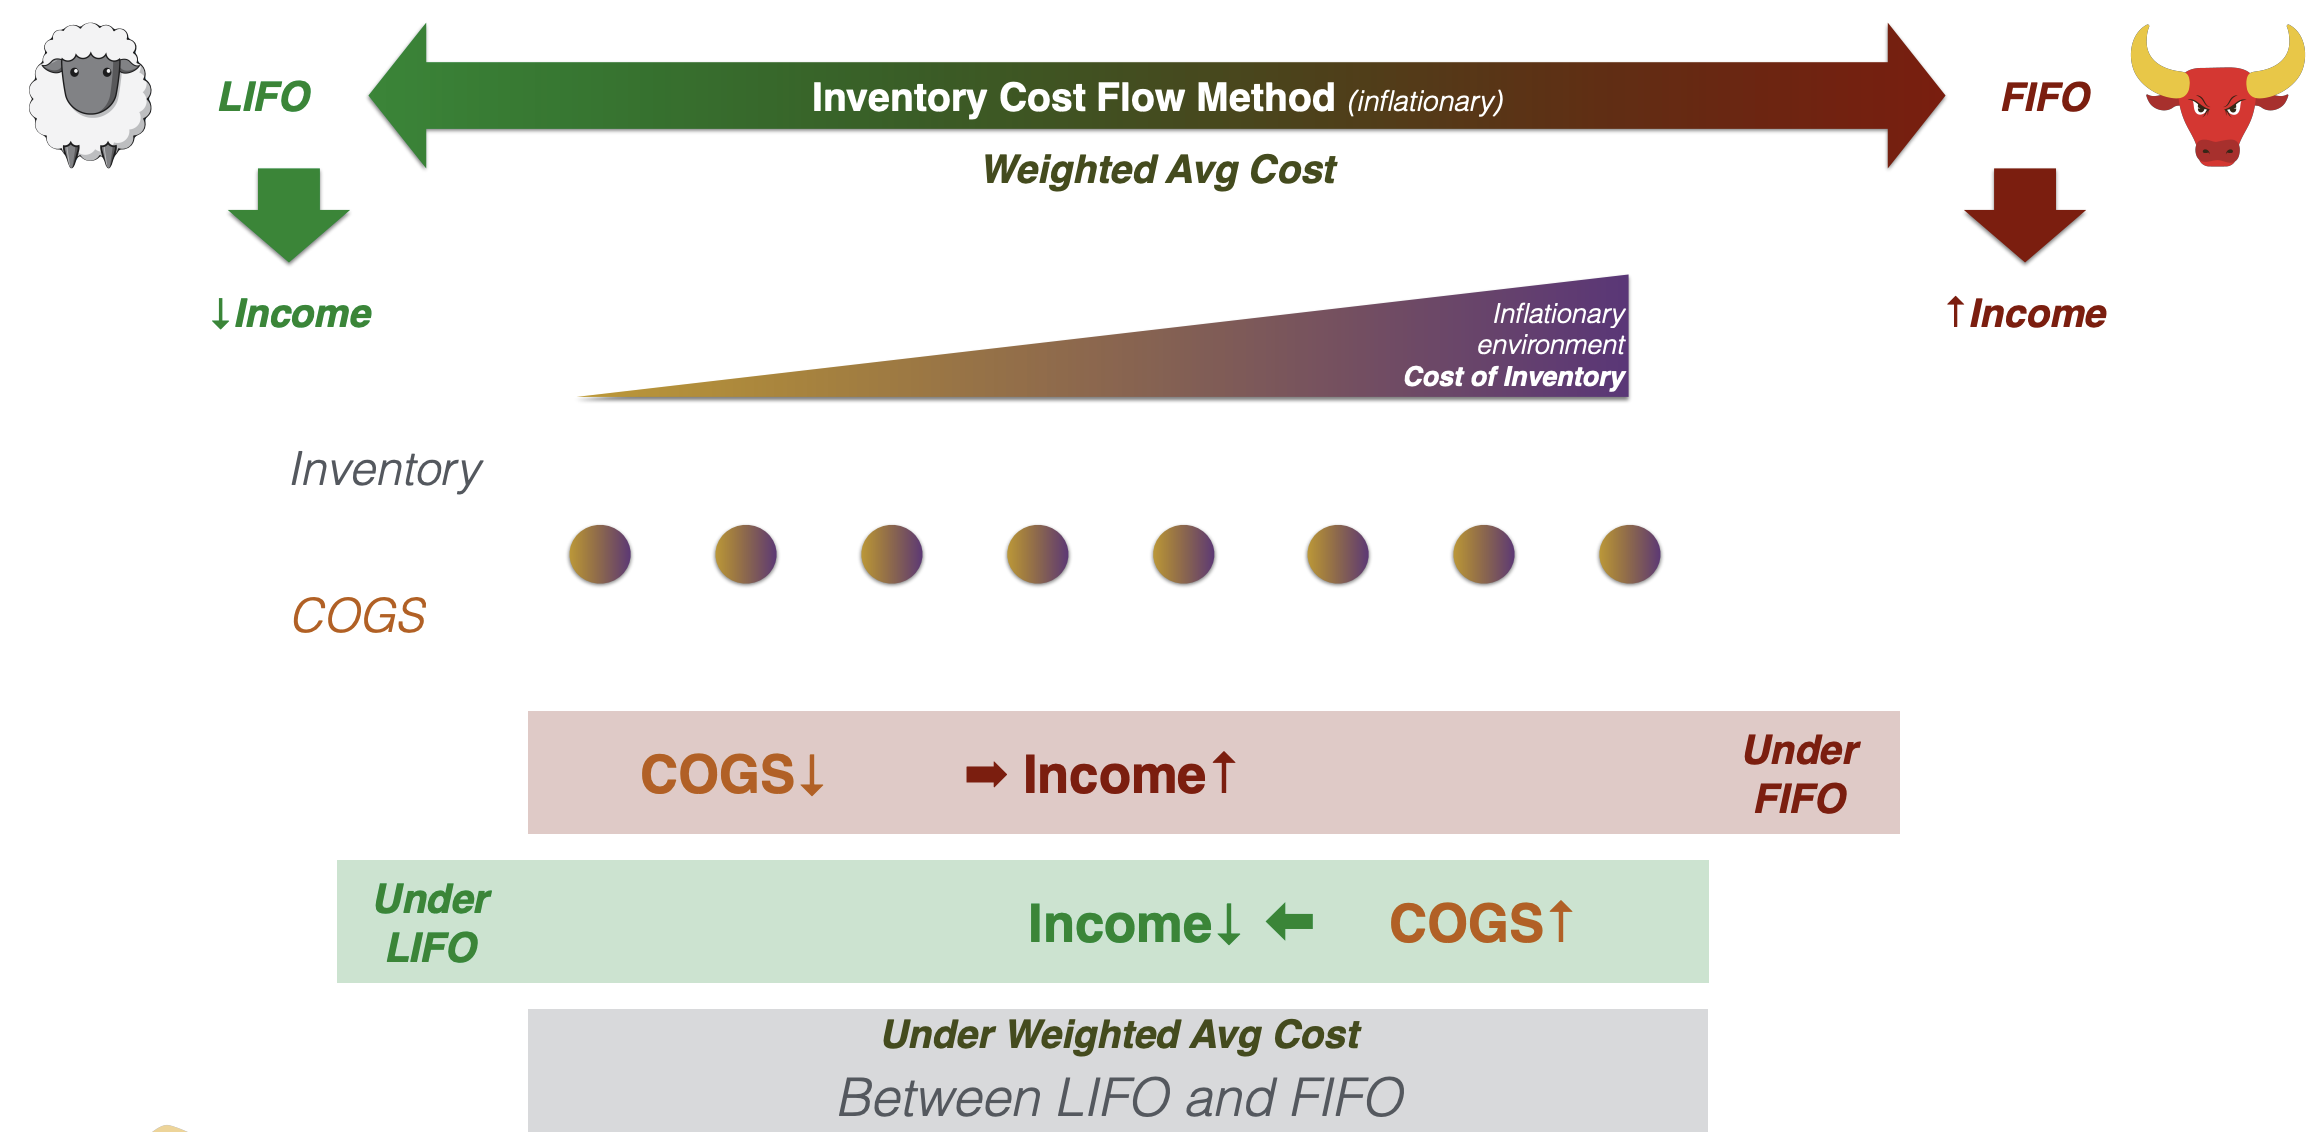 LIFO
Inventory Cost Flow Method (inflationary)
FIFO
Weighted Avg Cost
↓Income
↑Income
Inflationary
environment
Cost of Inventory
Inventory
COGS
COGS↓ ➡ Income↑
Under
FIFO
Under
LIFO
Income↓ ⬅ COGS↑
Under Weighted Avg Cost
Between LIFO and FIFO